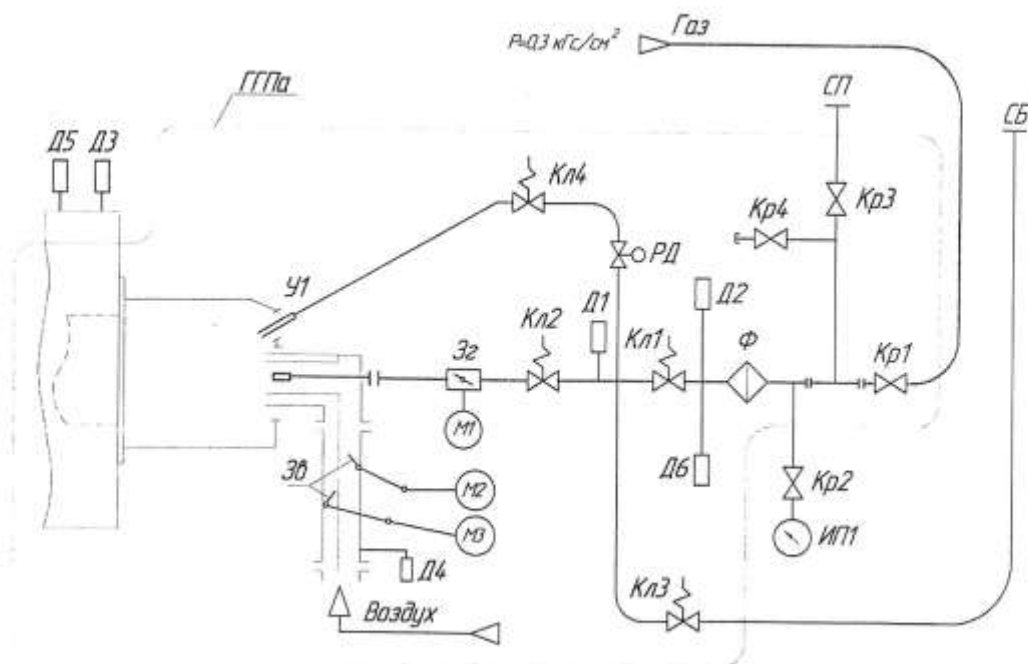 Газ
P=0,3 кГс/см²
ГГПа
СП
СБ
Д5
Д3
Кл4
Кр3
Кр4
РД
У1
Д1
Д2
Кл2
Кл1
Ф
Зг
Кр1
М1
Д6
Зв
М2
Кр2
М3
ИП1
Д4
Кл3
Воздух